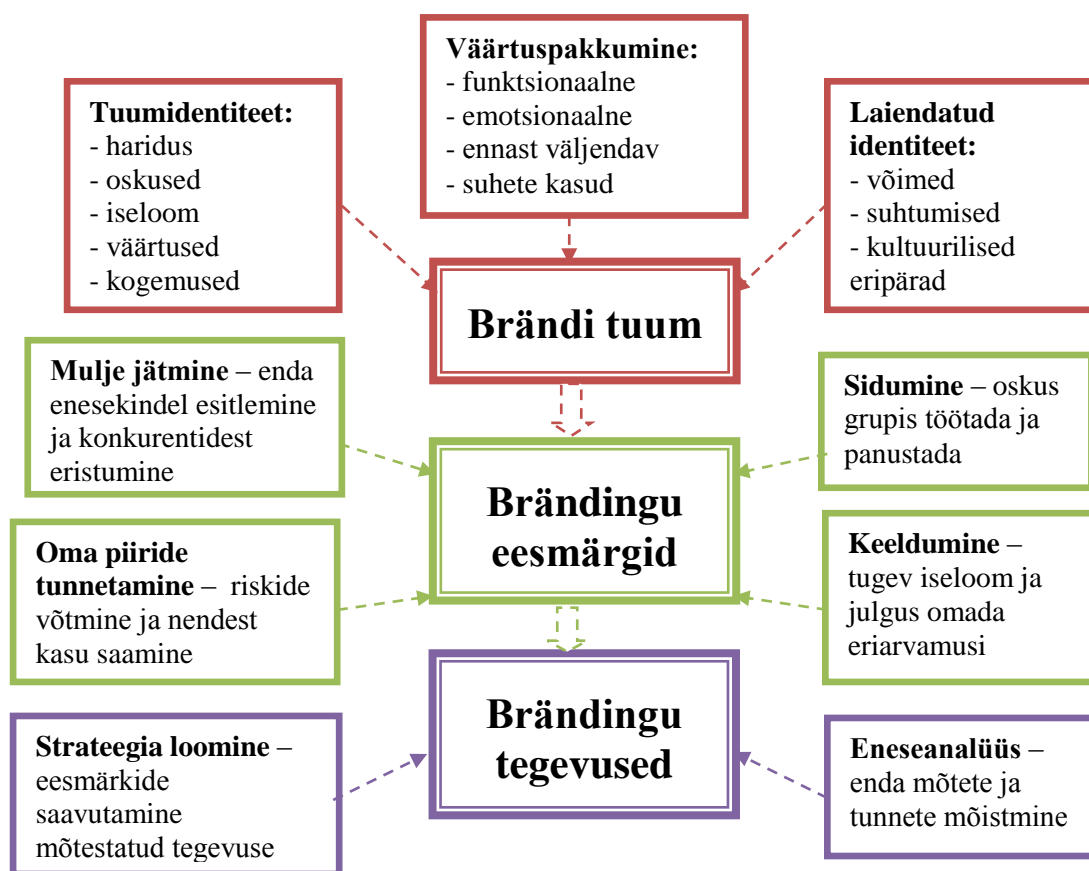 Väärtuspakkumine:
- funktsionaalne
- emotsionaalne
- ennast väljendav
- suhete kasud
Tuumidentiteet:
- haridus
- oskused
- iseloom
- väärtused
- kogemused
Laiendatud
identiteet:
- võimed
- suhtumised
- kultuurilised
eripärad
Brändi tuum
Mulje jätmine – enda
enesekindel esitlemine
ja konkurentidest
eristumine
Sidumine – oskus
grupis töötada ja
panustada
Brändingu
eesmärgid
Oma piiride
tunnetamine – riskide
võtmine ja nendest
kasu saamine
Keeldumine –
tugev iseloom ja
julgus omada
eriarvamusi
Brändingu
tegevused
Strateegia loomine –
eesmärkide
saavutamine
mõtestatud tegevuse
Eneseanalüüs –
enda mõtete ja
tunnete mõistmine